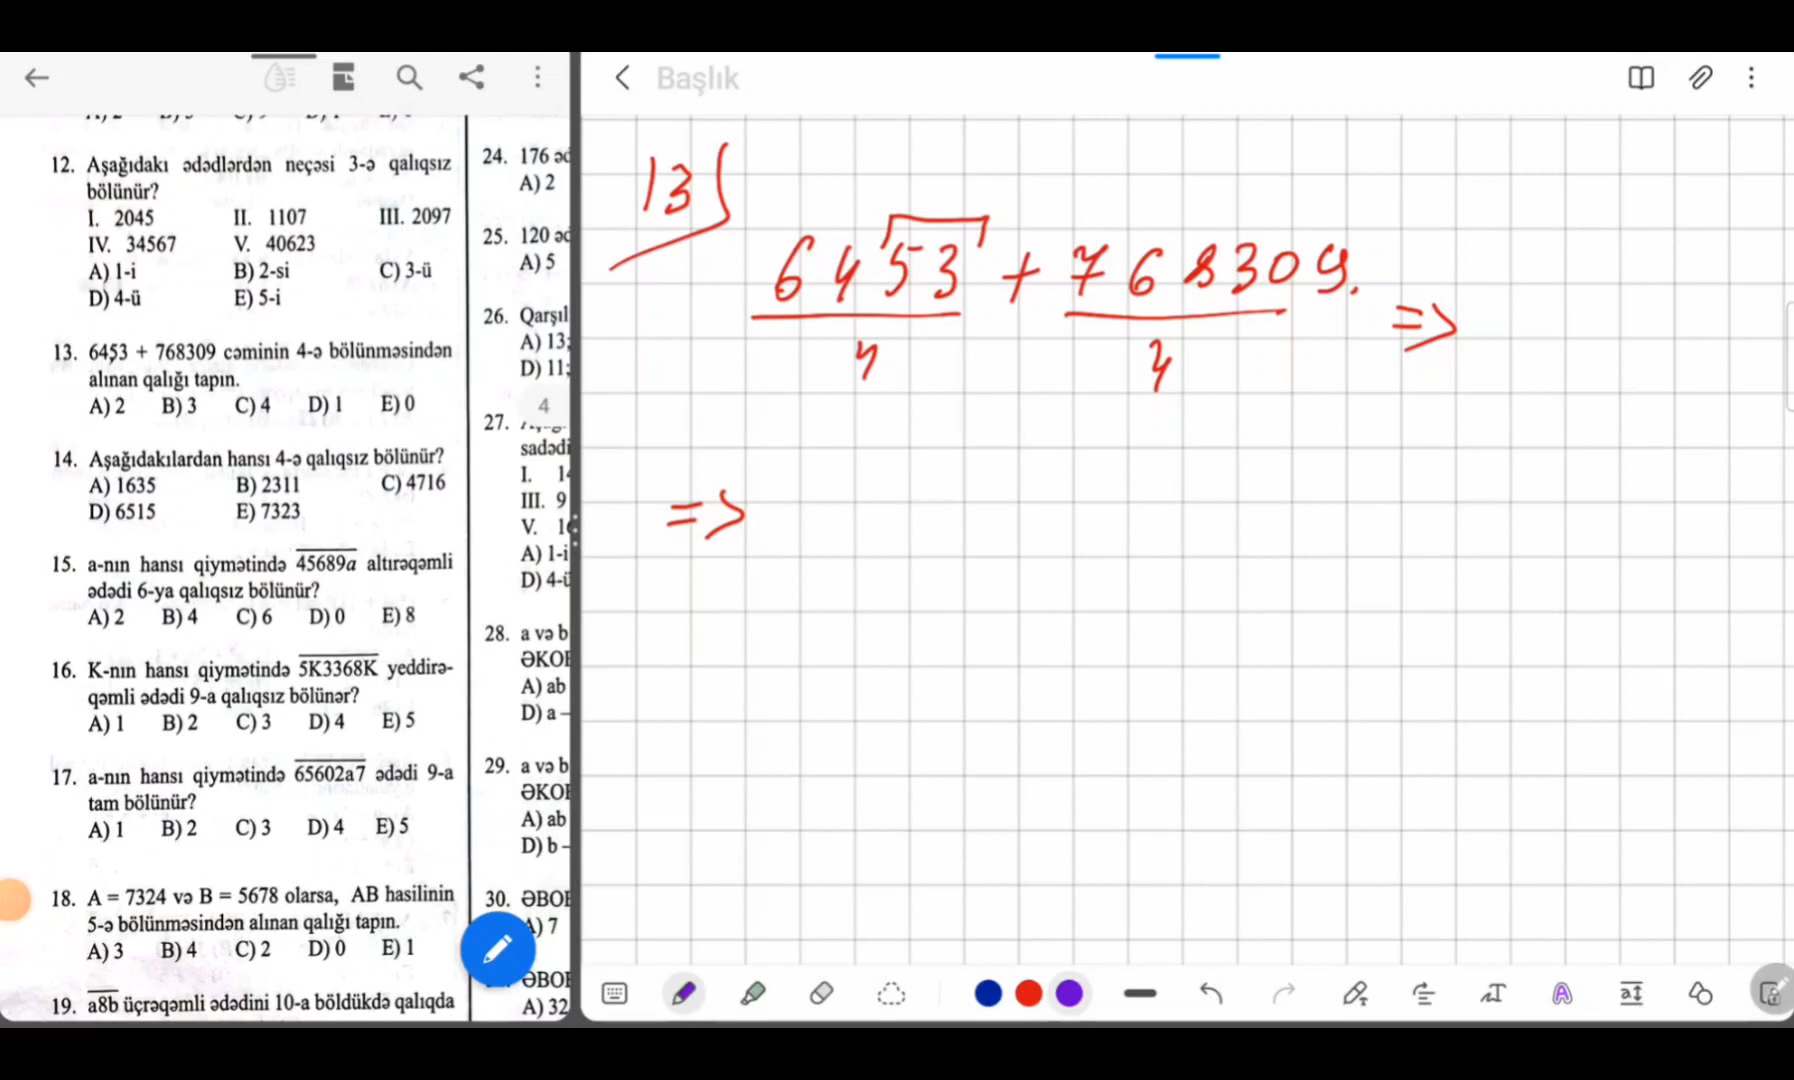 Başlık
12. Aşağıdakı ədədlərdən neçəsi 3-ə qalıqsız
bölünür?
I. 2045 II. 1107 III. 2097
IV. 34567 V. 40623
A) 1-i B) 2-si C) 3-ü
D) 4-ü E) 5-i
13. 6453 + 768309 cəminin 4-ə bölünməsindən
alınan qalığı tapın.
A) 2 B) 3 C) 4 D) 1 E) 0
14. Aşağıdakılardan hansı 4-ə qalıqsız bölünür?
A) 1635 B) 2311 C) 4716
D) 6515 E) 7323
15. a-nın hansı qiymətində 45689a altırəqəmli
ədədi 6-ya qalıqsız bölünür?
A) 2 B) 4 C) 6 D) 0 E) 8
16. K-nın hansı qiymətində 5K3368K yeddirə-
qəmli ədədi 9-a qalıqsız bölünər?
A) 1 B) 2 C) 3 D) 4 E) 5
17. a-nın hansı qiymətində 65602a7 ədədi 9-a
tam bölünür?
A) 1 B) 2 C) 3 D) 4 E) 5
18. A = 7324 və B = 5678 olarsa, AB hasilinin
5-ə bölünməsindən alınan qalığı tapın.
A) 3 B) 4 C) 2 D) 0 E) 1
19. a8b üçrəqəmli ədədini 10-a böldükdə qalıqda
24. 176 əd
A) 2
25. 120 əd
A) 5
26. Qarşıl
A) 13;
D) 11;
4
27.
sadədi
I. 14
III. 9
V. 16
A) 1-i
D) 4-ü
28. a və b
ƏKOB
A) ab
D) a –
29. a və b
ƏKOB
A) ab
D) b –
30. ƏBOB
A) 7
ƏBOB
A) 32
13
6453 + 768309. =>
4 4
=>